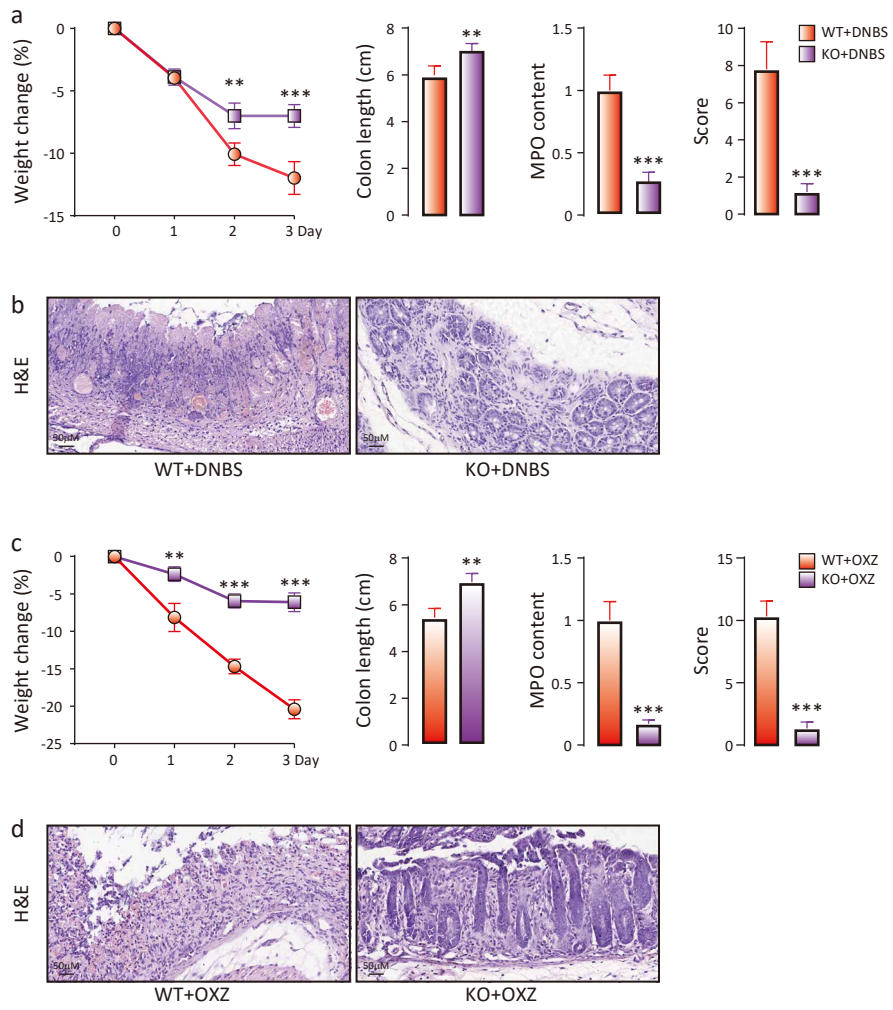 a
Weight change (%)
0
-5
-10
-15
0 1 2 3 Day
**
***
Colon length (cm)
8
6
4
2
0
**
MPO content
1.5
1
0.5
0
***
Score
10
8
6
4
2
0
***
WT+DNBS
KO+DNBS
b
H&E
50μM
50μM
WT+DNBS
KO+DNBS
c
Weight change (%)
0
-5
-10
-15
-20
-25
0 1 2 3 Day
**
***
***
Colon length (cm)
8
6
4
2
0
**
MPO content
1.5
1
0.5
0
***
Score
15
10
5
0
***
WT+OXZ
KO+OXZ
d
H&E
50μM
50μM
WT+OXZ
KO+OXZ